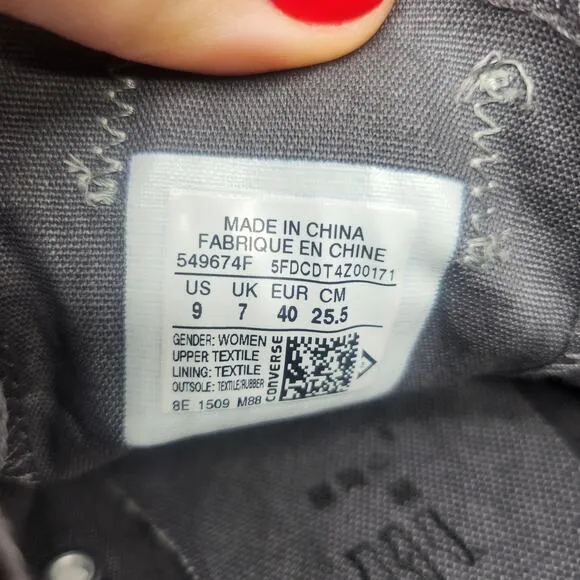 MADE IN CHINA
FABRIQUE EN CHINE
549674F 5FDCDT4Z00171
US UK EUR CM
9 7 40 25.5
GENDER: WOMEN
UPPER TEXTILE
LINING: TEXTILE
OUTSOLE: TEXTILE/RUBBER
8E 1509 M88
CONVERSE